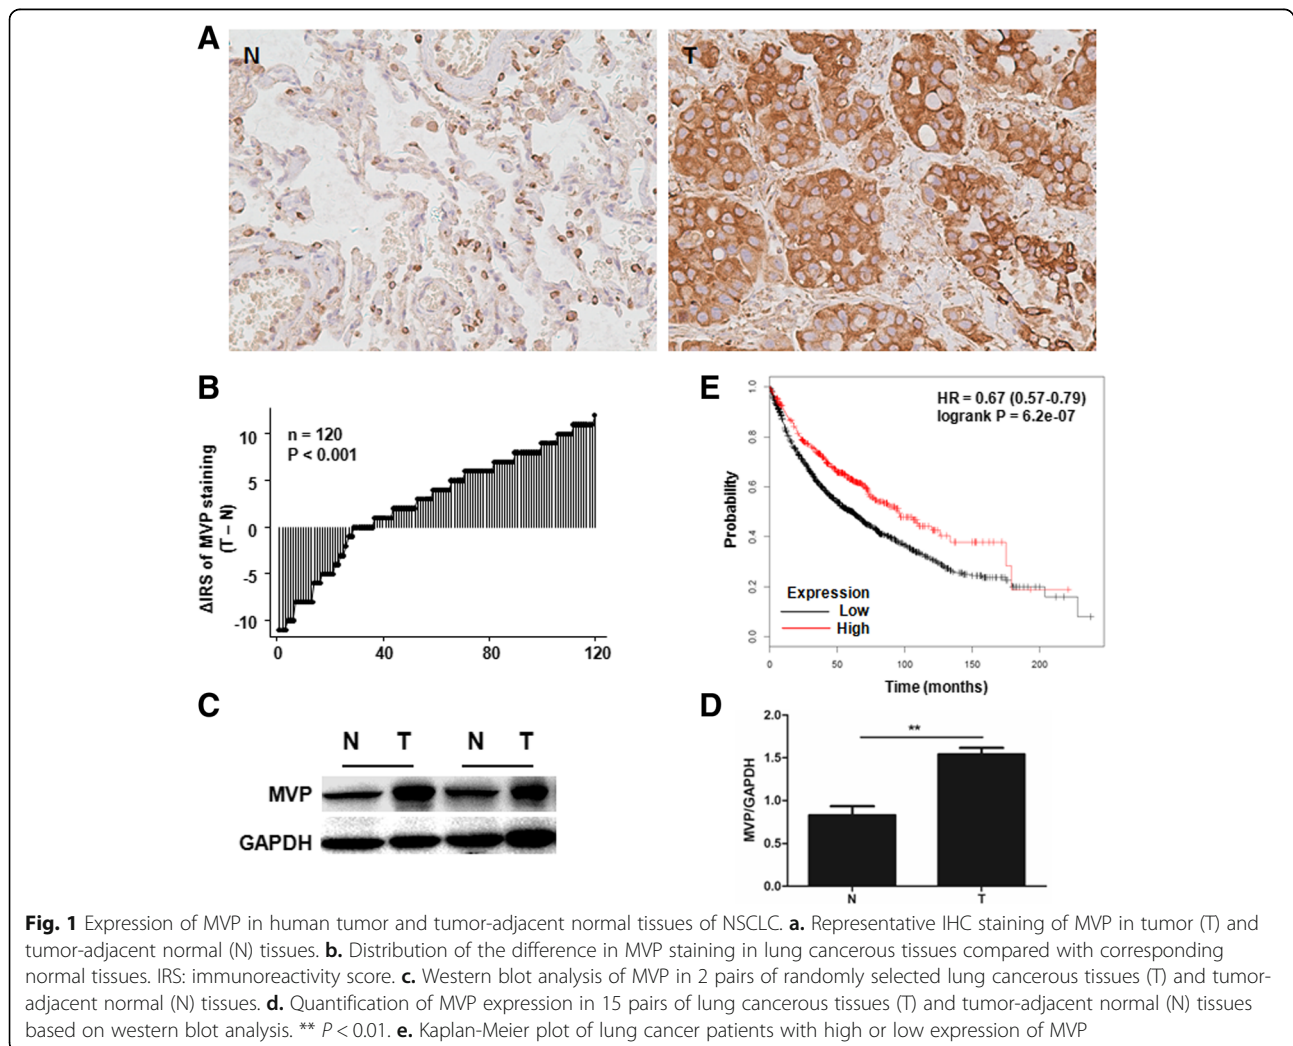 A
N
T
B
n = 120
P < 0.001
ΔIRS of MVP staining
(T – N)
10
5
0
-5
-10
0 40 80 120
E
HR = 0.67 (0.57-0.79)
logrank P = 6.2e-07
Probability
1.0
0.8
0.6
0.4
0.2
0.0
Expression
Low
High
0 50 100 150 200
Time (months)
C
N T N T
MVP
GAPDH
D
**
MVP/GAPDH
2.0
1.5
1.0
0.5
0.0
N T
Fig. 1 Expression of MVP in human tumor and tumor-adjacent normal tissues of NSCLC. a. Representative IHC staining of MVP in tumor (T) and
tumor-adjacent normal (N) tissues. b. Distribution of the difference in MVP staining in lung cancerous tissues compared with corresponding
normal tissues. IRS: immunoreactivity score. c. Western blot analysis of MVP in 2 pairs of randomly selected lung cancerous tissues (T) and tumor-
adjacent normal (N) tissues. d. Quantification of MVP expression in 15 pairs of lung cancerous tissues (T) and tumor-adjacent normal (N) tissues
based on western blot analysis. ** P < 0.01. e. Kaplan-Meier plot of lung cancer patients with high or low expression of MVP